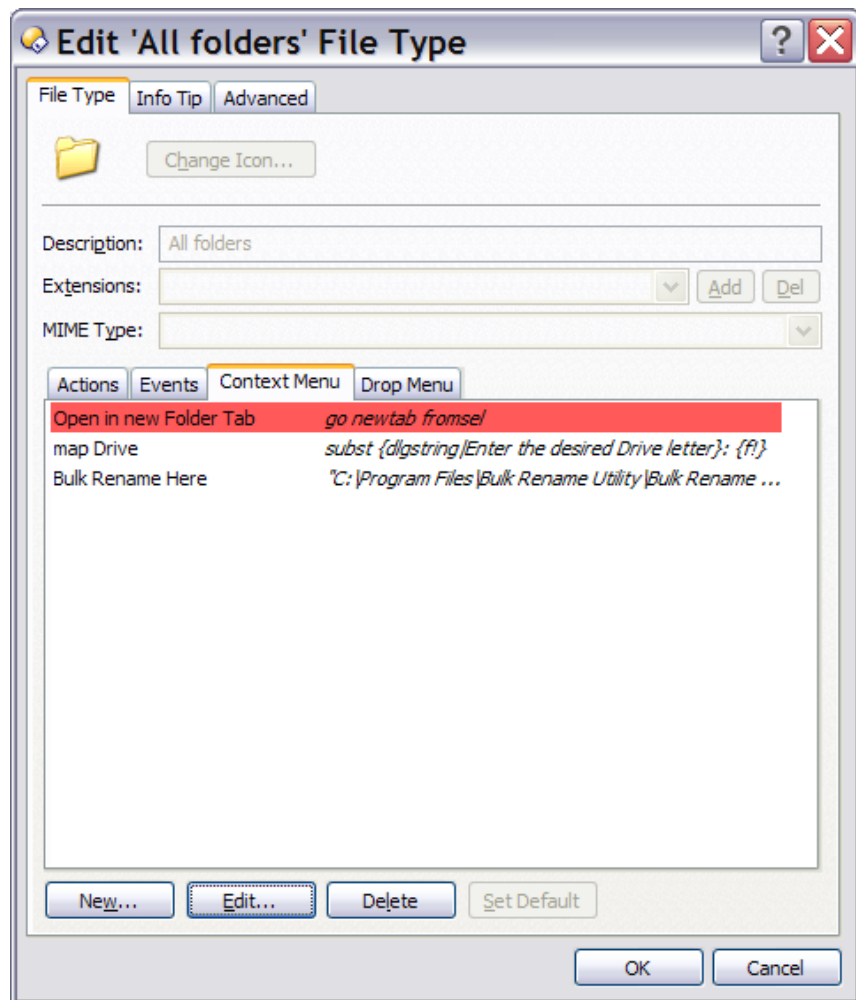 Edit 'All folders' File Type
File Type Info Tip Advanced
Change Icon...
Description: All folders
Extensions: Add Del
MIME Type:
Actions Events Context Menu Drop Menu
Open in new Folder Tab go newtab fromsel
map Drive subst {dlgstring|Enter the desired Drive letter}: {f!}
Bulk Rename Here "C:\Program Files\Bulk Rename Utility\Bulk Rename ...
New... Edit... Delete Set Default
OK Cancel